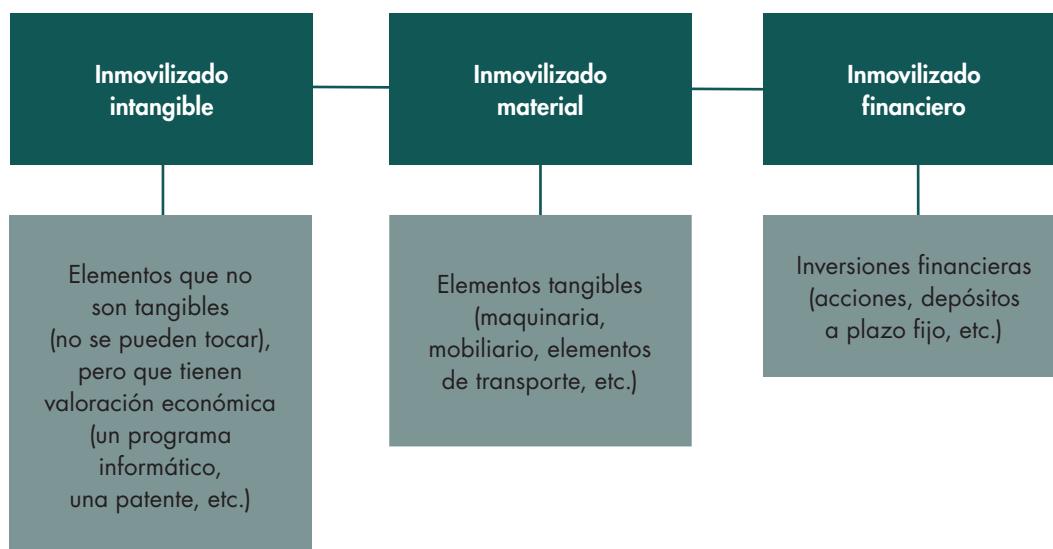 Inmovilizado
intangible
Inmovilizado
material
Inmovilizado
financiero
Elementos que no
son tangibles
(no se pueden tocar),
pero que tienen
valoración económica
(un programa
informático,
una patente, etc.)
Elementos tangibles
(maquinaria,
mobiliario, elementos
de transporte, etc.)
Inversiones financieras
(acciones, depósitos
a plazo fijo, etc.)